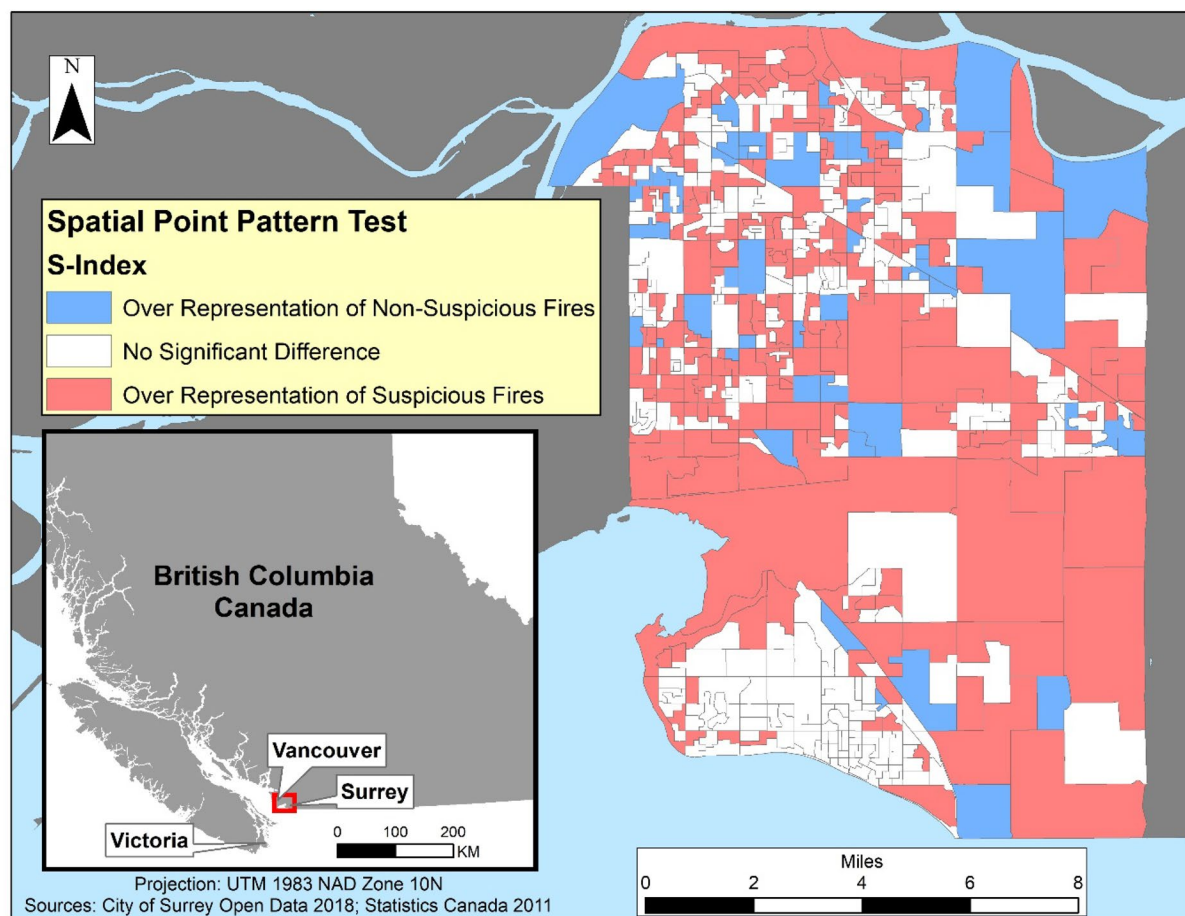 N
Spatial Point Pattern Test
S-Index
Over Representation of Non-Suspicious Fires
No Significant Difference
Over Representation of Suspicious Fires
British Columbia
Canada
Vancouver
Surrey
Victoria
0 100 200
KM
Projection: UTM 1983 NAD Zone 10N
Sources: City of Surrey Open Data 2018; Statistics Canada 2011
Miles
0 2 4 6 8